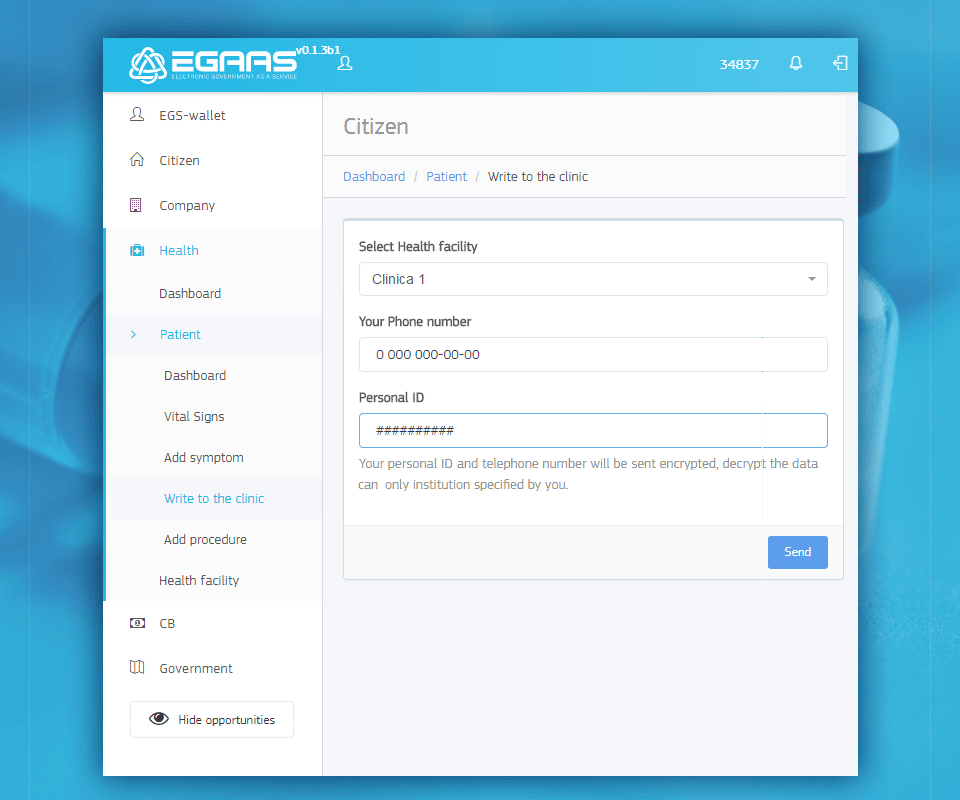 EGAAS v0.1.3b1
ELECTRONIC GOVERNMENT AS A SERVICE
34837
EGS-wallet
Citizen
Company
Health
Dashboard
Patient
Dashboard
Vital Signs
Add symptom
Write to the clinic
Add procedure
Health facility
CB
Government
Hide opportunities
Citizen
Dashboard / Patient / Write to the clinic
Select Health facility
Clinica 1
Your Phone number
0 000 000-00-00
Personal ID
##########
Your personal ID and telephone number will be sent encrypted, decrypt the data
can only institution specified by you.
Send